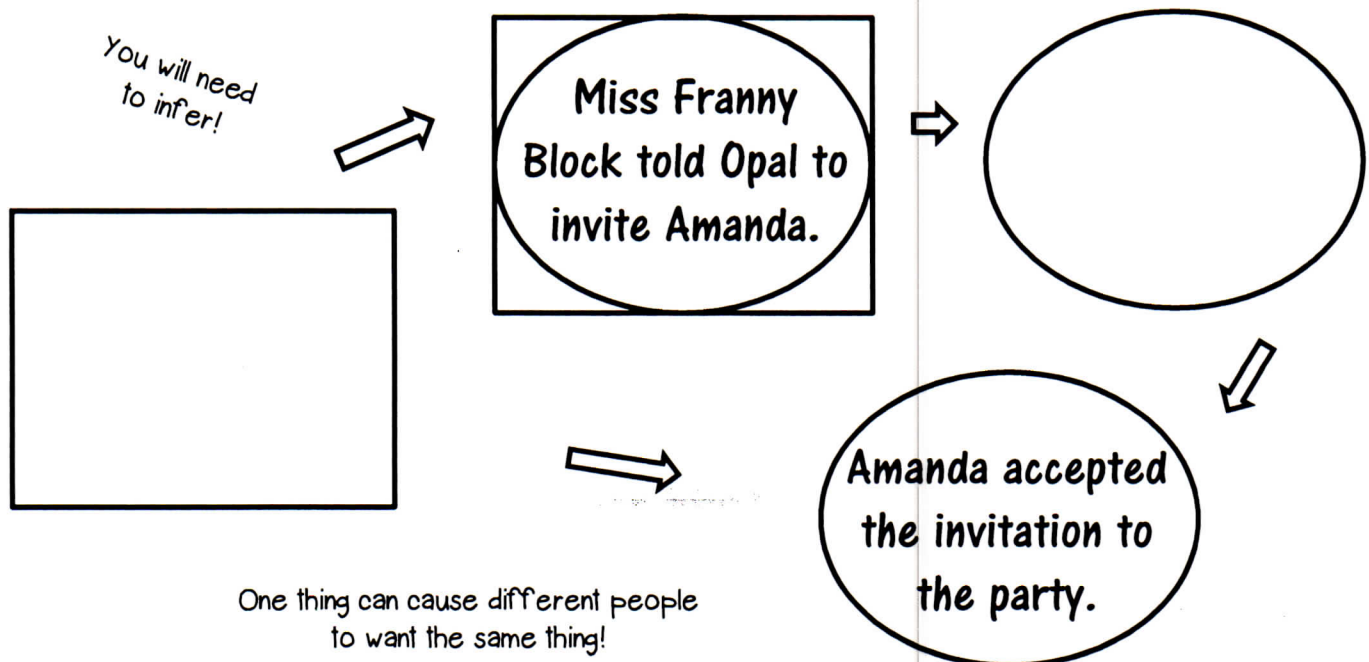 You will need
to infer!
Miss Franny
Block told Opal to
invite Amanda.
Amanda accepted
the invitation to
the party.
One thing can cause different people
to want the same thing!